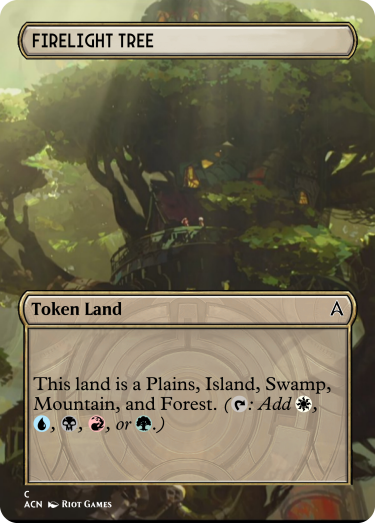 FIRELIGHT TREE
Token Land
A
This land is a Plains, Island, Swamp,
Mountain, and Forest. (: Add ,
, , , or .)
C
ACN RIOT GAMES